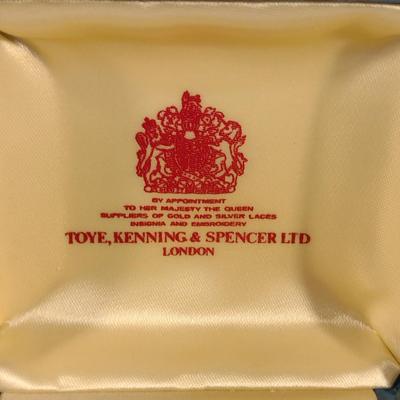 BY APPOINTMENT
TO HER MAJESTY THE QUEEN
SUPPLIERS OF GOLD AND SILVER LACES
INSIGNIA AND EMBROIDERY
TOYE, KENNING & SPENCER LTD
LONDON